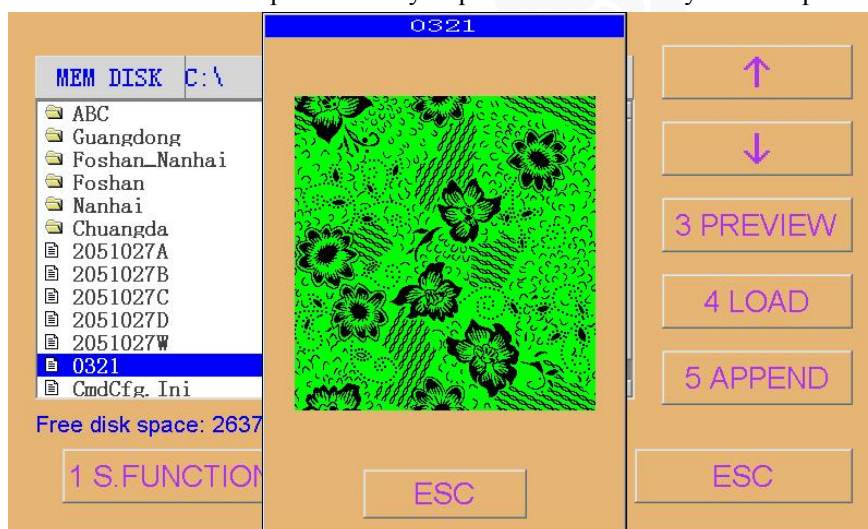 0321
MEM DISK C:\
ABC
Guangdong
Foshan_Nanhai
Foshan
Nanhai
Chuangda
2051027A
2051027B
2051027C
2051027D
2051027W
0321
CmdCfg.Ini
Free disk space: 2637
↑
↓
3 PREVIEW
4 LOAD
5 APPEND
1 S.FUNCTION
ESC
ESC